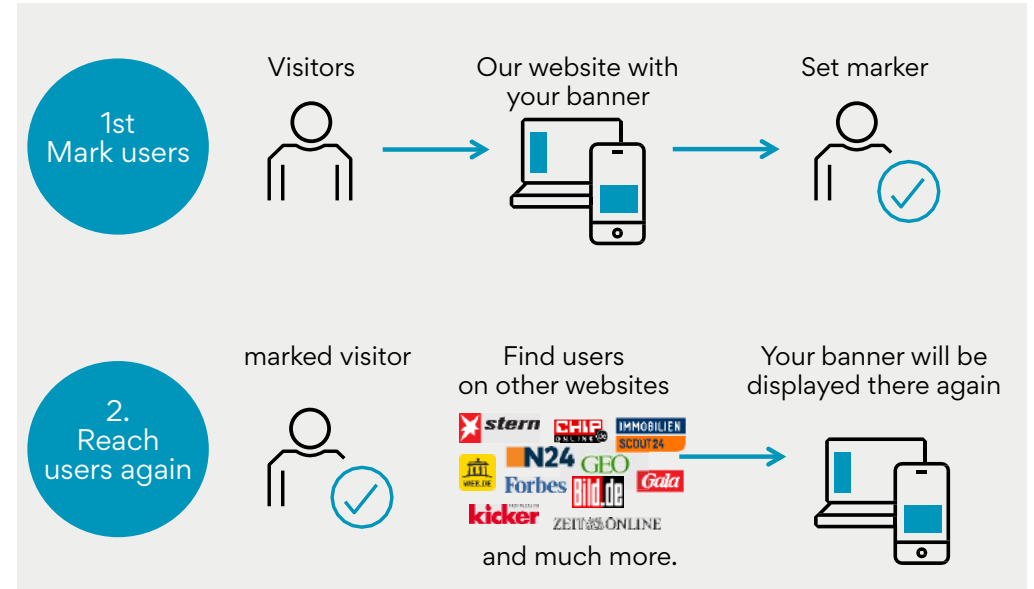 1st
Mark users
Visitors
Our website with
your banner
Set marker
2.
Reach
users again
marked visitor
Find users
on other websites
stern
CHIP
ONLINE
IMMOBILIEN
SCOUT24
WEB.DE
N24
GEO
Forbes
Bild.de
Gala
kicker
ZEIT ONLINE
and much more.
Your banner will be
displayed there again